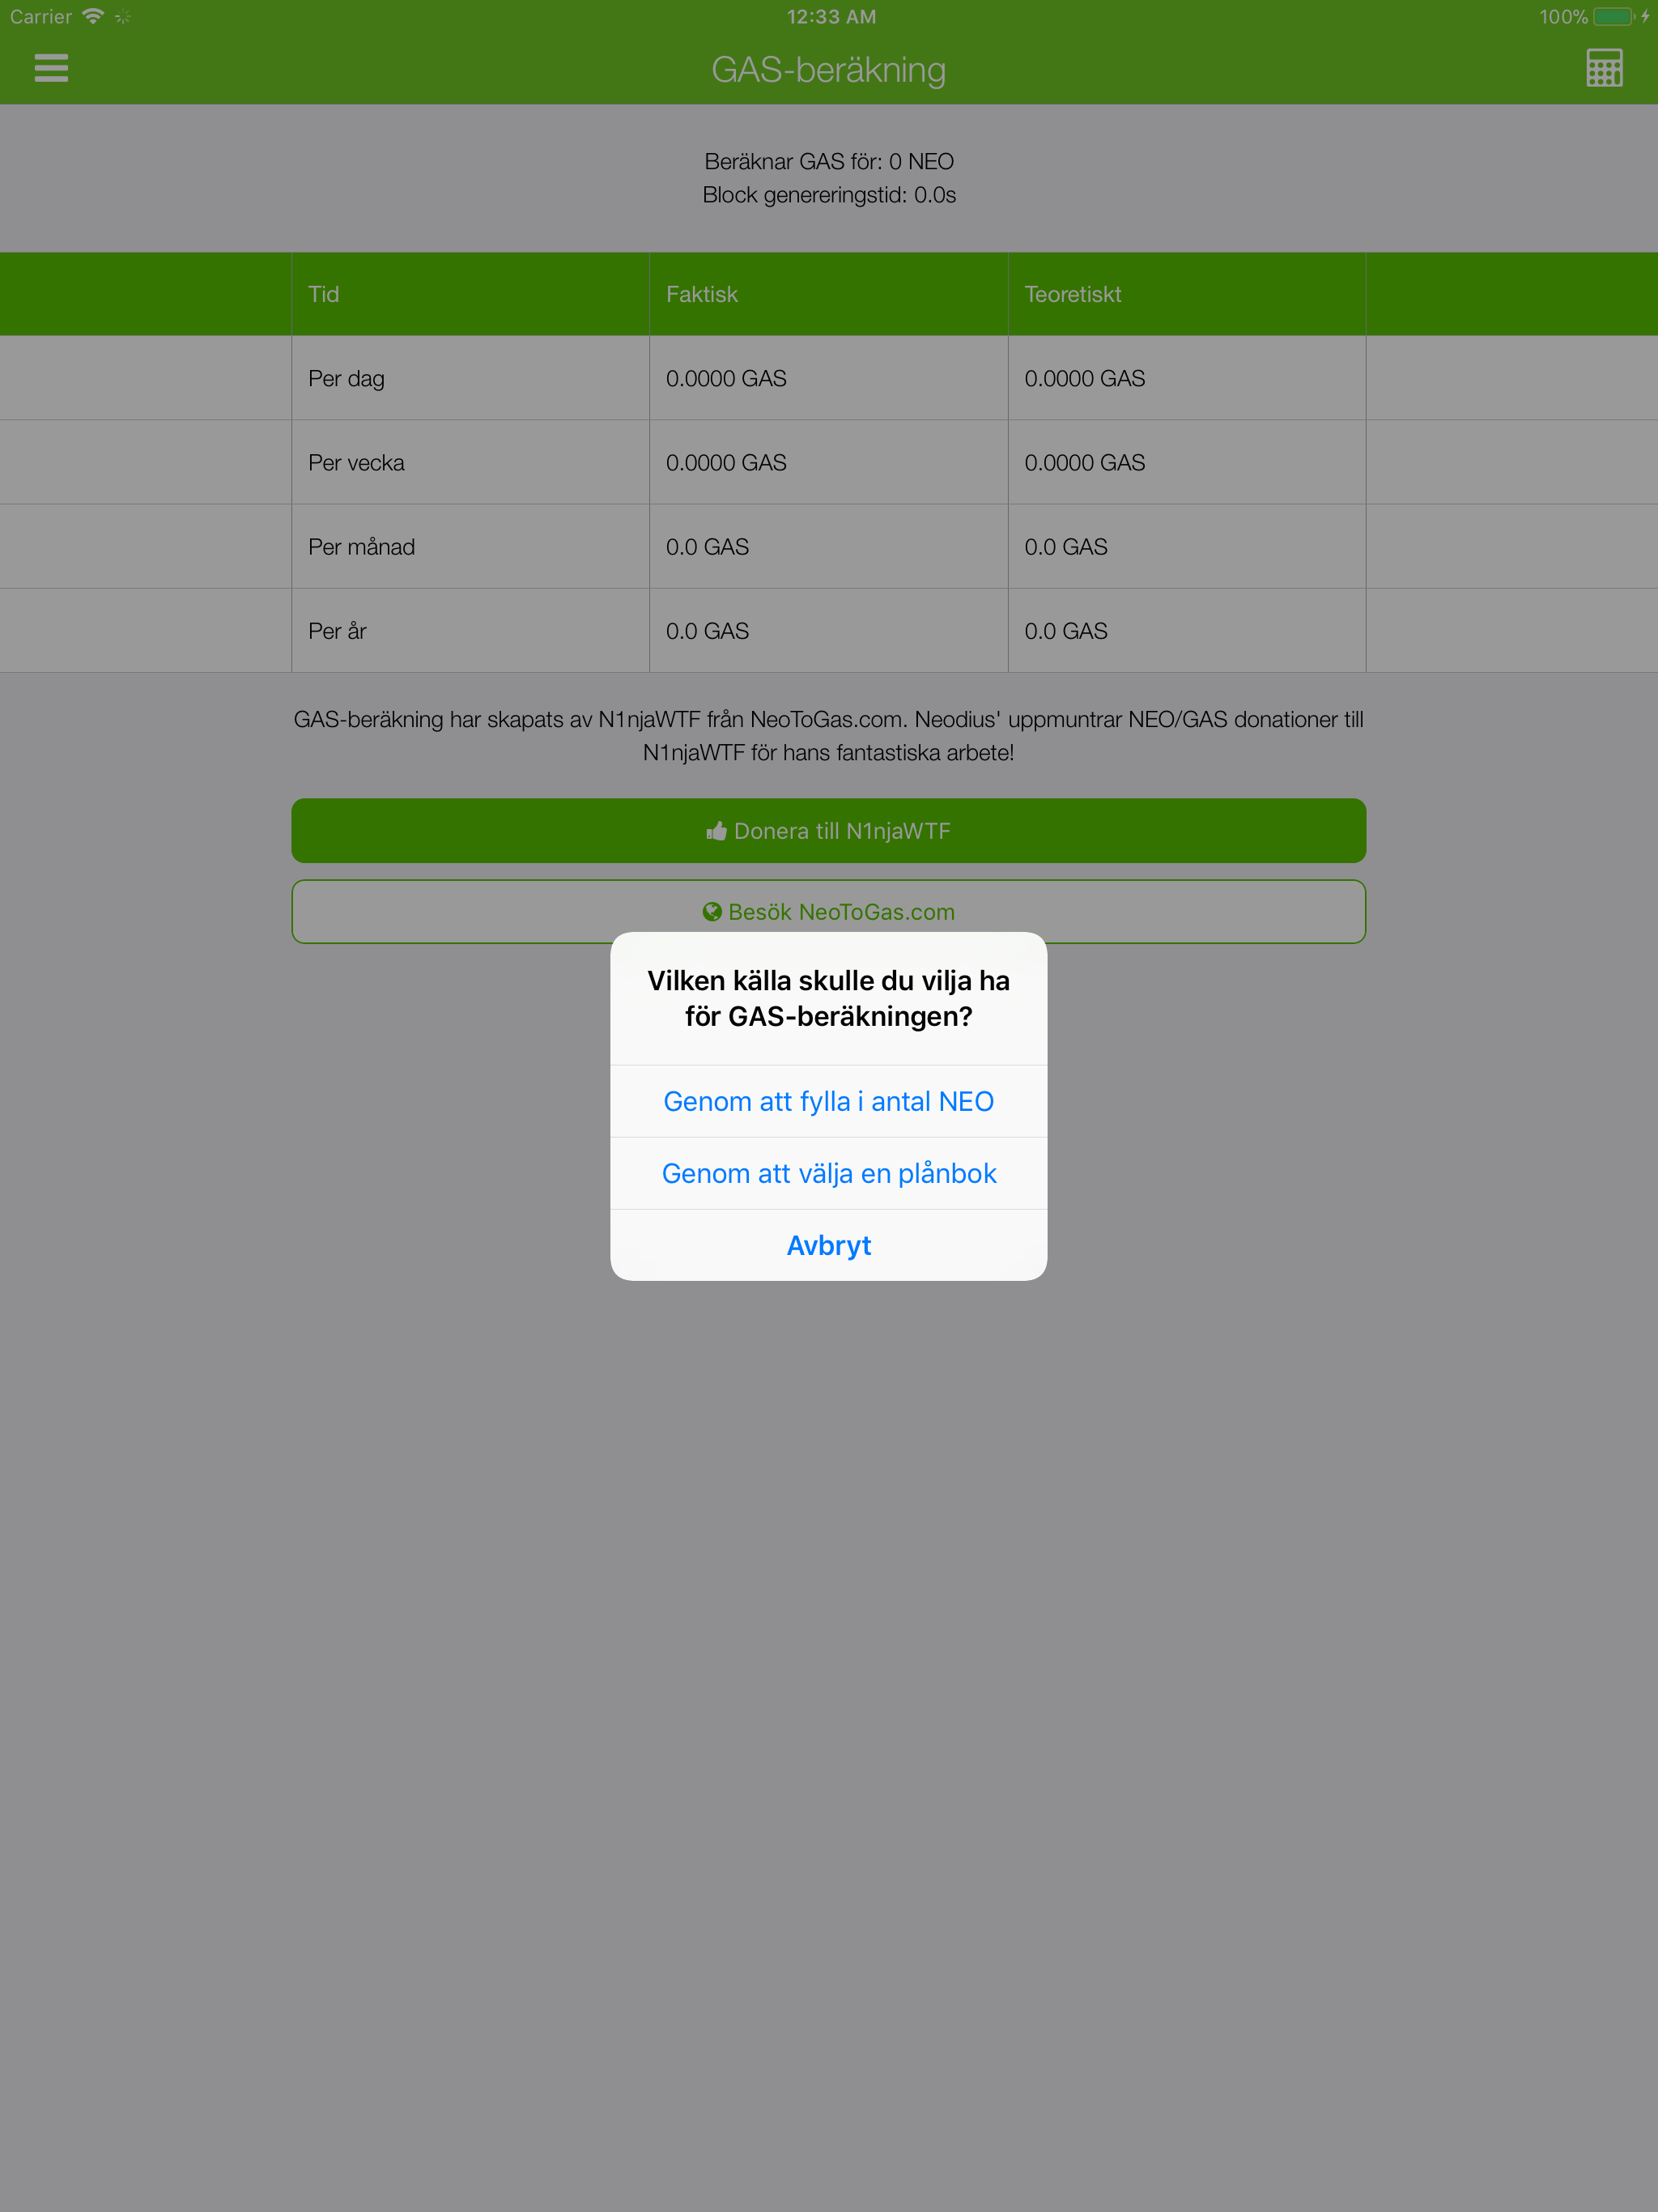 Carrier 12:33 AM 100%
GAS-beräkning
Beräknar GAS för: 0 NEO
Block genereringstid: 0.0s
Tid Faktisk Teoretiskt
Per dag 0.0000 GAS 0.0000 GAS
Per vecka 0.0000 GAS 0.0000 GAS
Per månad 0.0 GAS 0.0 GAS
Per år 0.0 GAS 0.0 GAS
GAS-beräkning har skapats av N1njaWTF från NeoToGas.com. Neodius' uppmuntrar NEO/GAS donationer till
N1njaWTF för hans fantastiska arbete!
Donera till N1njaWTF
Besök NeoToGas.com
Vilken källa skulle du vilja ha
för GAS-beräkningen?
Genom att fylla i antal NEO
Genom att välja en plånbok
Avbryt